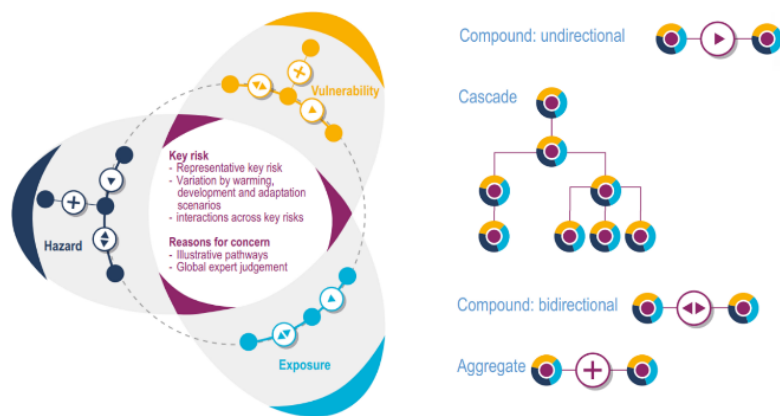 Vulnerability
Key risk
- Representative key risk
- Variation by warming,
development and adaptation
scenarios
- interactions across key risks
Reasons for concern
- Illustrative pathways
- Global expert judgement
Hazard
Exposure
Compound: undirectional
Cascade
Compound: bidirectional
Aggregate